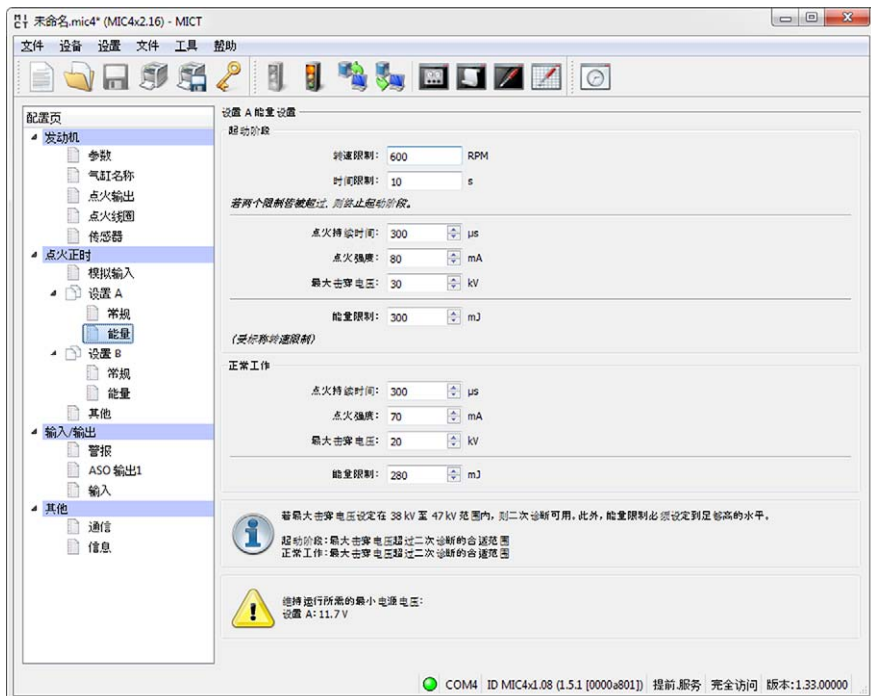 未命名.mic4* (MIC4x2.16) - MICT
文件 设备 设置 文件 工具 帮助
配置页
发动机
参数
气缸名称
点火输出
点火线圈
传感器
点火正时
模拟输入
设置 A
常规
能量
设置 B
常规
能量
其他
输入/输出
警报
ASO 输出1
输入
其他
通信
信息
设置 A 能量设置
起动阶段
转速限制: 600 RPM
时间限制: 10 s
若两个限制皆被超过, 则终止起动阶段。
点火持续时间: 300 µs
点火强度: 80 mA
最大击穿电压: 30 kV
能量限制: 300 mJ
(受标称转速限制)
正常工作
点火持续时间: 300 µs
点火强度: 70 mA
最大击穿电压: 20 kV
能量限制: 280 mJ
若最大击穿电压设定在 38 kV 至 47 kV 范围内, 则二次诊断可用。此外, 能量限制必须设定到足够高的水平。
起动阶段: 最大击穿电压超过二次诊断的合适范围
正常工作: 最大击穿电压超过二次诊断的合适范围
维持运行所需的最小电源电压:
设置 A: 11.7 V
COM4 ID MIC4x1.08 (1.5.1 [0000a801]) 提前.服务 完全访问 版本:1.33.00000